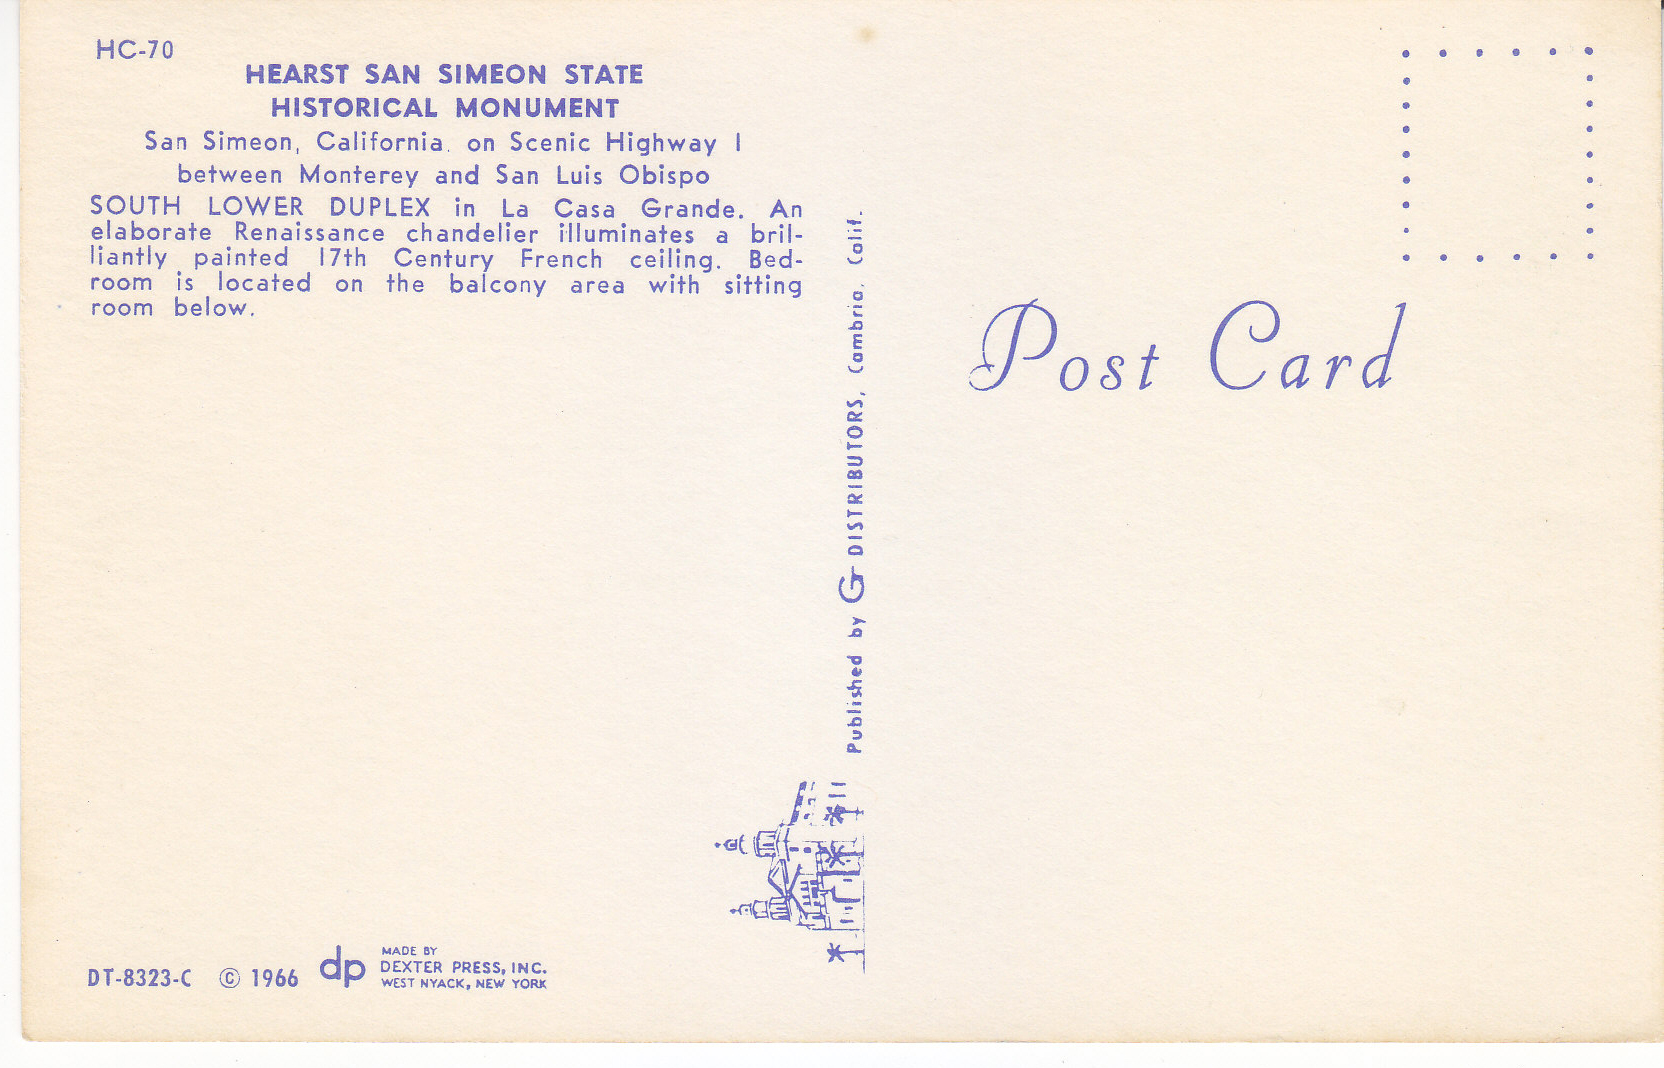 HC-70
HEARST SAN SIMEON STATE
HISTORICAL MONUMENT
San Simeon, California. on Scenic Highway 1
between Monterey and San Luis Obispo
SOUTH LOWER DUPLEX in La Casa Grande. An
elaborate Renaissance chandelier illuminates a bril-
liantly painted 17th Century French ceiling. Bed-
room is located on the balcony area with sitting
room below.
Published by G DISTRIBUTORS, Cambria, Calif.
Post Card
DT-8323-C © 1966
dp
MADE BY
DEXTER PRESS, INC.
WEST NYACK, NEW YORK